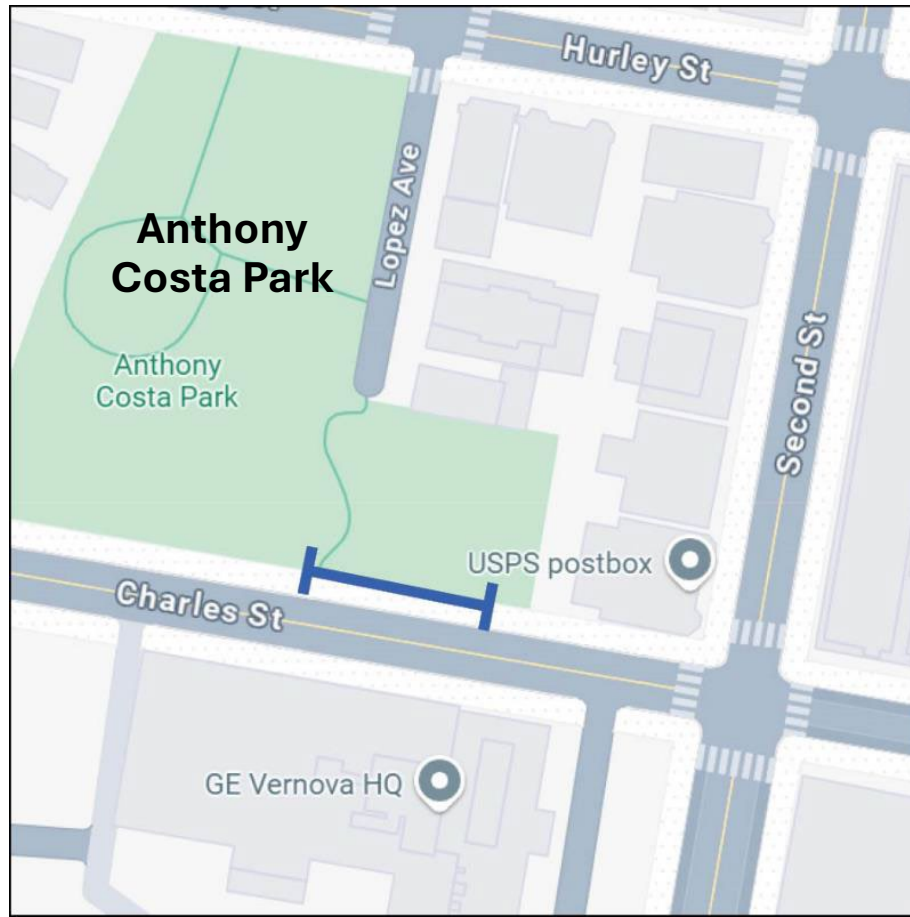 Hurley St
Lopez Ave
Anthony
Costa Park
Anthony
Costa Park
Second St
USPS postbox
Charles St
GE Vernova HQ